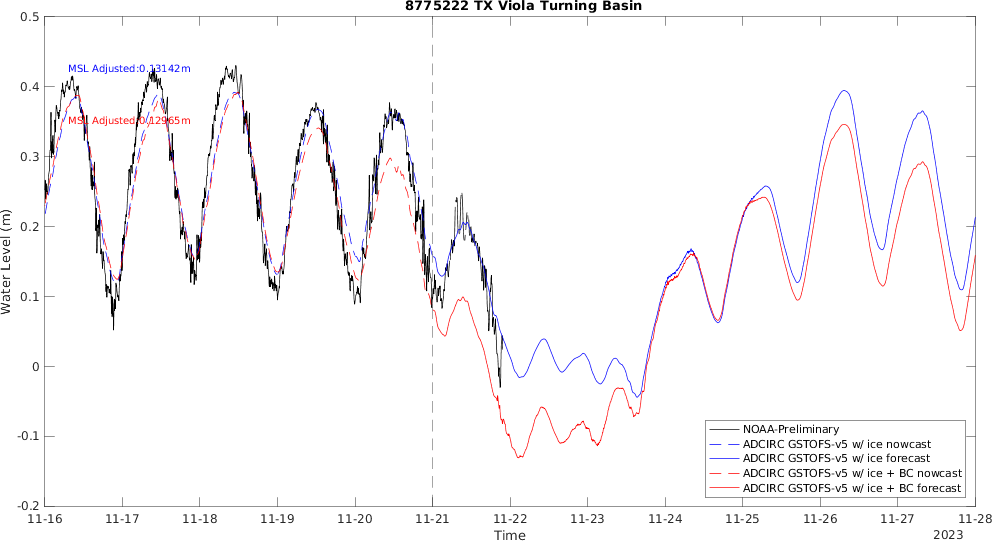 8775222 TX Viola Turning Basin
0.5
0.4
0.3
0.2
0.1
0
-0.1
-0.2
Water Level (m)
MSL Adjusted:0.13142m
MSL Adjusted:0.12965m
NOAA-Preliminary
ADCIRC GSTOFS-v5 w/ ice nowcast
ADCIRC GSTOFS-v5 w/ ice forecast
ADCIRC GSTOFS-v5 w/ ice + BC nowcast
ADCIRC GSTOFS-v5 w/ ice + BC forecast
11-16 11-17 11-18 11-19 11-20 11-21 11-22 11-23 11-24 11-25 11-26 11-27 11-28
Time
2023